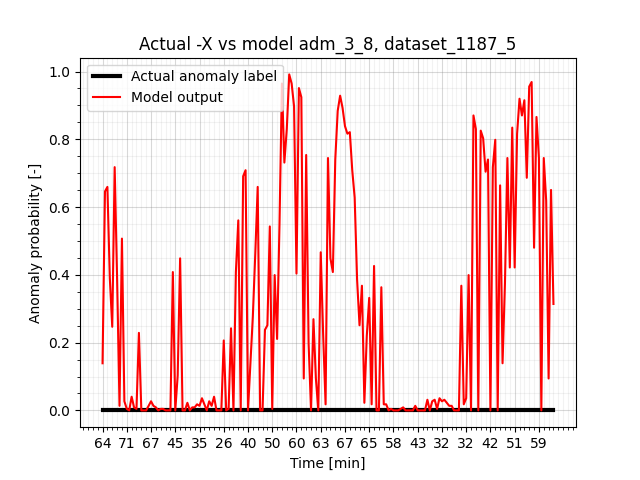 Actual -X vs model adm_3_8, dataset_1187_5
Actual anomaly label
Model output
Anomaly probability [-]
1.0
0.8
0.6
0.4
0.2
0.0
64 71 67 45 35 26 40 50 60 63 67 65 58 43 32 32 42 51 59
Time [min]